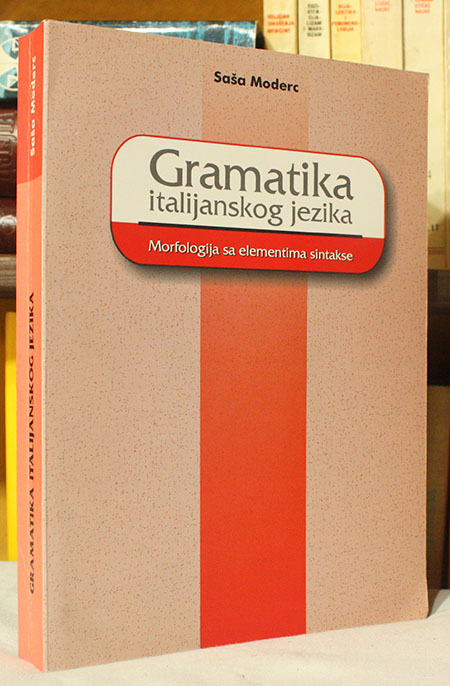 Saša Moderc
Gramatika
italijanskog jezika
Morfologija sa elementima sintakse
Saša Moderc
GRAMATIKA ITALIJANSKOG JEZIKA